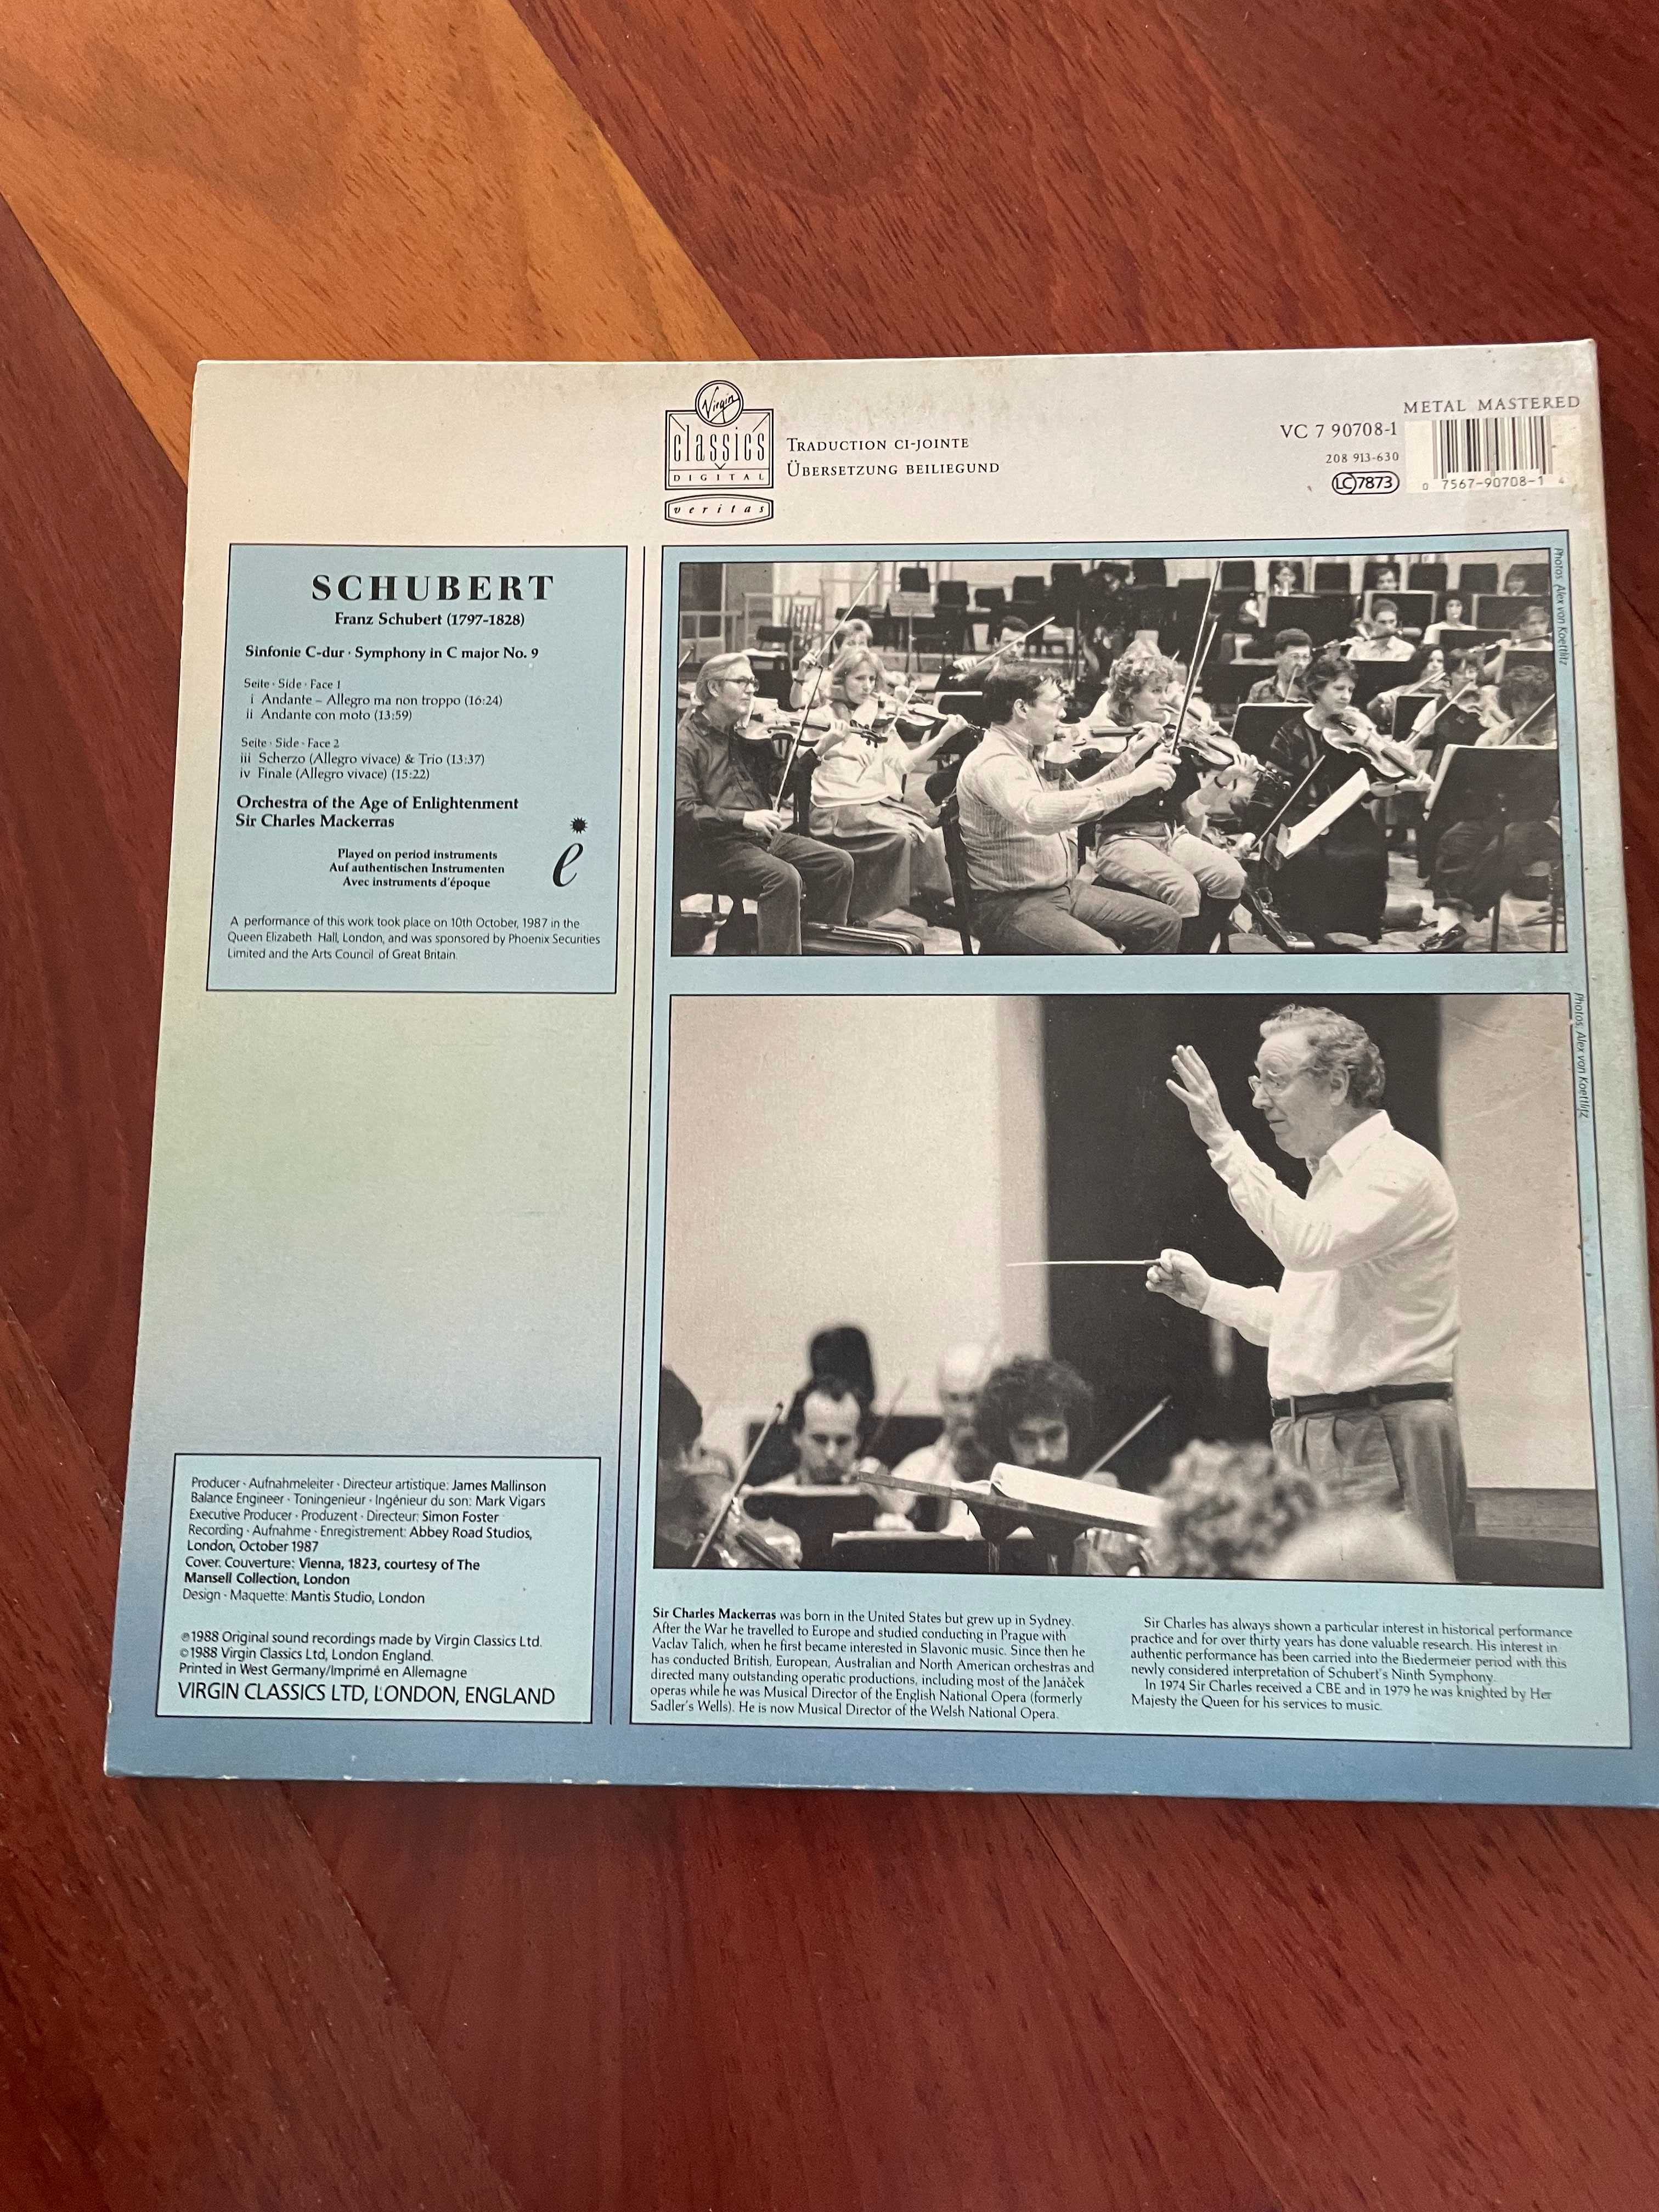 Virgin
classics
DIGITAL
veritas
TRADUCTION CI-JOINTE
ÜBERSETZUNG BEILIEGUND
METAL MASTERED
VC 7 90708-1
208 913-630
LC 7873
0 7567-90708-1 4
SCHUBERT
Franz Schubert (1797-1828)
Sinfonie C-dur · Symphony in C major No. 9
Seite · Side · Face 1
i Andante – Allegro ma non troppo (16:24)
ii Andante con moto (13:59)
Seite · Side · Face 2
iii Scherzo (Allegro vivace) & Trio (13:37)
iv Finale (Allegro vivace) (15:22)
Orchestra of the Age of Enlightenment
Sir Charles Mackerras
e
Played on period instruments
Auf authentischen Instrumenten
Avec instruments d'époque
A performance of this work took place on 10th October, 1987 in the
Queen Elizabeth Hall, London, and was sponsored by Phoenix Securities
Limited and the Arts Council of Great Britain.
Photos: Alex von Koettlitz
Photos: Alex von Koettlitz
Producer · Aufnahmeleiter · Directeur artistique: James Mallinson
Balance Engineer · Toningenieur · Ingénieur du son: Mark Vigars
Executive Producer · Produzent · Directeur: Simon Foster
Recording · Aufnahme · Enregistrement: Abbey Road Studios,
London, October 1987
Cover. Couverture: Vienna, 1823, courtesy of The
Mansell Collection, London
Design · Maquette: Mantis Studio, London
℗1988 Original sound recordings made by Virgin Classics Ltd.
©1988 Virgin Classics Ltd, London England.
Printed in West Germany/Imprimé en Allemagne
VIRGIN CLASSICS LTD, LONDON, ENGLAND
Sir Charles Mackerras was born in the United States but grew up in Sydney.
After the War he travelled to Europe and studied conducting in Prague with
Vaclav Talich, when he first became interested in Slavonic music. Since then he
has conducted British, European, Australian and North American orchestras and
directed many outstanding operatic productions, including most of the Janáček
operas while he was Musical Director of the English National Opera (formerly
Sadler's Wells). He is now Musical Director of the Welsh National Opera.
Sir Charles has always shown a particular interest in historical performance
practice and for over thirty years has done valuable research. His interest in
authentic performance has been carried into the Biedermeier period with this
newly considered interpretation of Schubert's Ninth Symphony.
In 1974 Sir Charles received a CBE and in 1979 he was knighted by Her
Majesty the Queen for his services to music.